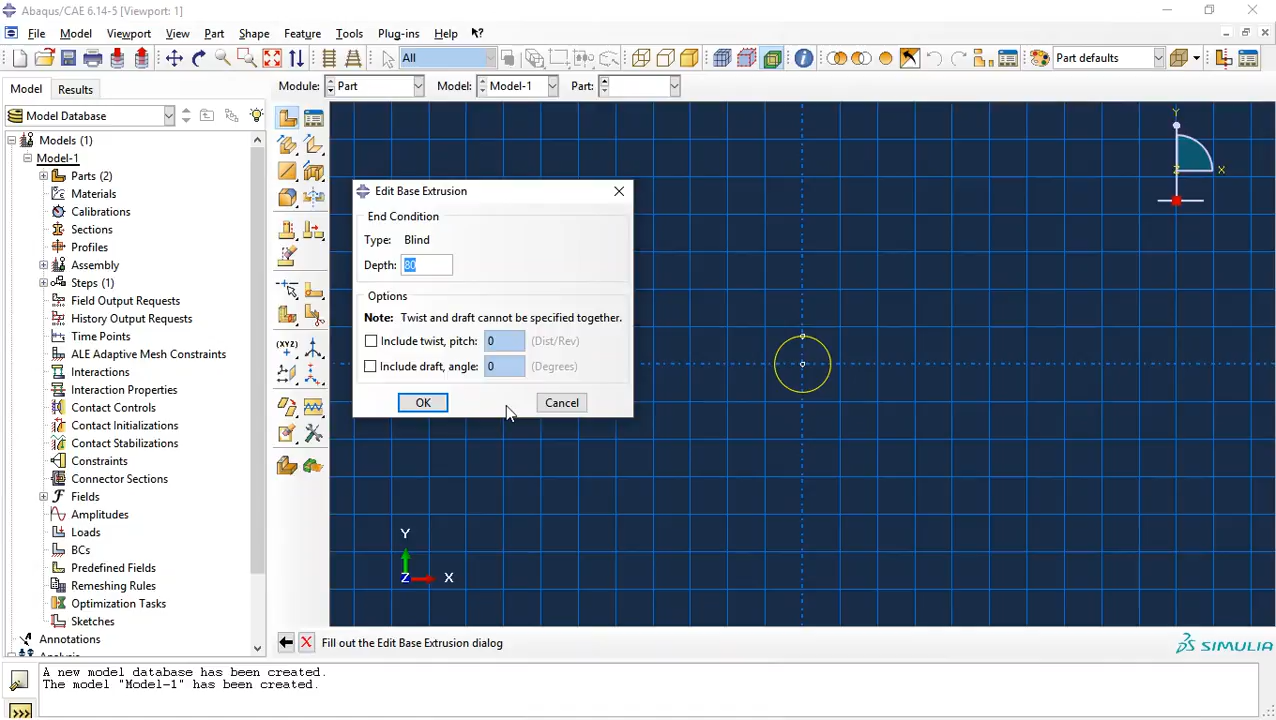 Abaqus/CAE 6.14-5 [Viewport: 1]
File Model Viewport View Part Shape Feature Tools Plug-ins Help
All
Part defaults
Model Results
Module: Part Model: Model-1 Part:
Model Database
Models (1)
Model-1
Parts (2)
Materials
Calibrations
Sections
Profiles
Assembly
Steps (1)
Field Output Requests
History Output Requests
Time Points
ALE Adaptive Mesh Constraints
Interactions
Interaction Properties
Contact Controls
Contact Initializations
Contact Stabilizations
Constraints
Connector Sections
Fields
Amplitudes
Loads
BCs
Predefined Fields
Remeshing Rules
Optimization Tasks
Sketches
Annotations
(XYZ)
Edit Base Extrusion
End Condition
Type: Blind
Depth: 80
Options
Note: Twist and draft cannot be specified together.
Include twist, pitch: 0 (Dist/Rev)
Include draft, angle: 0 (Degrees)
OK Cancel
Y
X
Z
Y
Z X
Fill out the Edit Base Extrusion dialog
SIMULIA
A new model database has been created.
The model "Model-1" has been created.
>>>